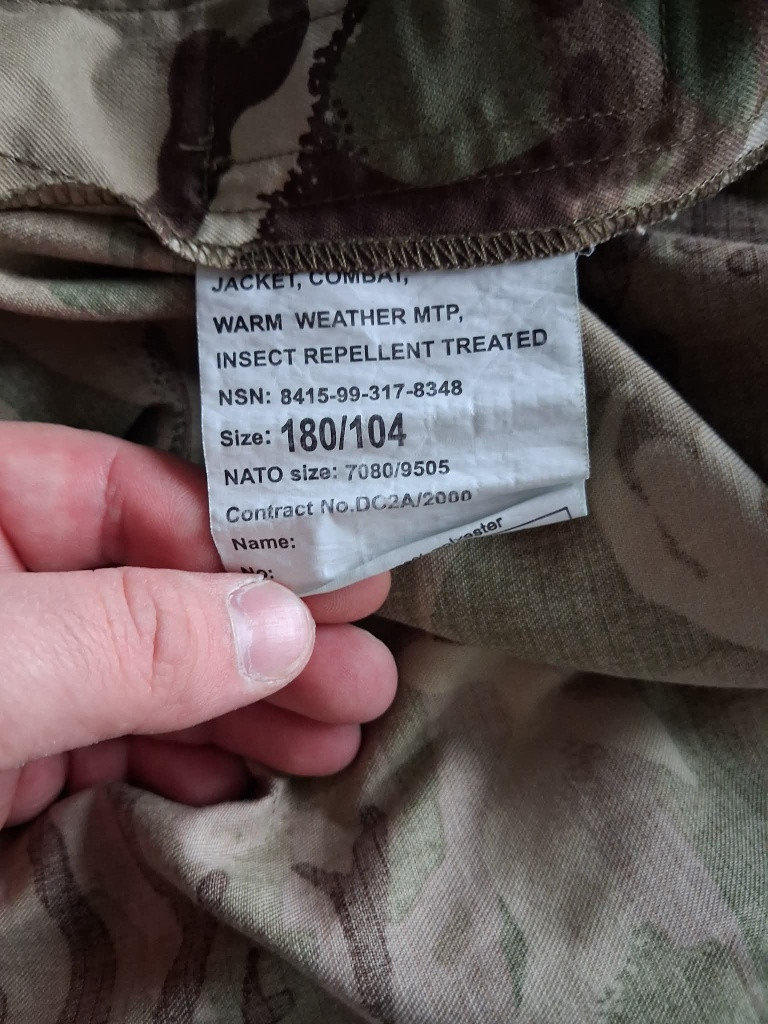 JACKET, COMBAT,
WARM WEATHER MTP,
INSECT REPELLENT TREATED
NSN: 8415-99-317-8348
Size: 180/104
NATO size: 7080/9505
Contract No.DC2A/2000
Name:
No: